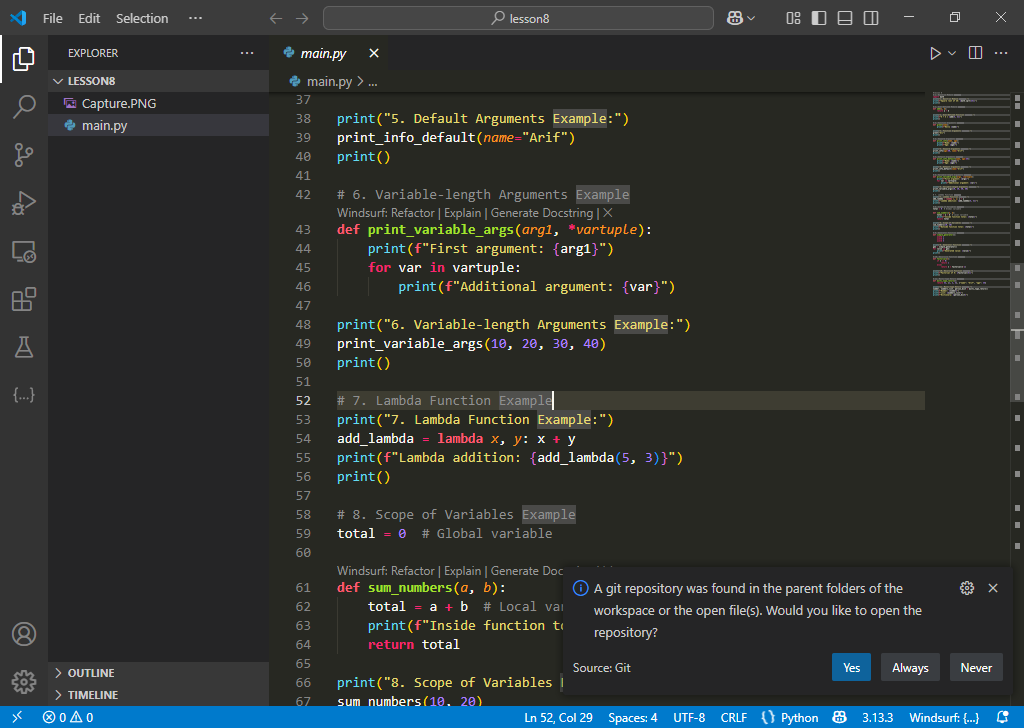 File Edit Selection ···
lesson8
EXPLORER
LESSON8
Capture.PNG
main.py
OUTLINE
TIMELINE
main.py
main.py > ...
37
38 print("5. Default Arguments Example:")
39 print_info_default(name="Arif")
40 print()
41
42 # 6. Variable-length Arguments Example
Windsurf: Refactor | Explain | Generate Docstring | X
43 def print_variable_args(arg1, *vartuple):
44 print(f"First argument: {arg1}")
45 for var in vartuple:
46 print(f"Additional argument: {var}")
47
48 print("6. Variable-length Arguments Example:")
49 print_variable_args(10, 20, 30, 40)
50 print()
51
52 # 7. Lambda Function Example
53 print("7. Lambda Function Example:")
54 add_lambda = lambda x, y: x + y
55 print(f"Lambda addition: {add_lambda(5, 3)}")
56 print()
57
58 # 8. Scope of Variables Example
59 total = 0 # Global variable
60
Windsurf: Refactor | Explain | Generate
61 def sum_numbers(a, b):
62 total = a + b # Local
63 print(f"Inside function
64 return total
65
66 print("8. Scope of Variables
67 sum_numbers(10, 20)
A git repository was found in the parent folders of the
workspace or the open file(s). Would you like to open the
repository?
Source: Git
Yes Always Never
0 0
Ln 52, Col 29 Spaces: 4 UTF-8 CRLF {} Python 3.13.3 Windsurf: {...}